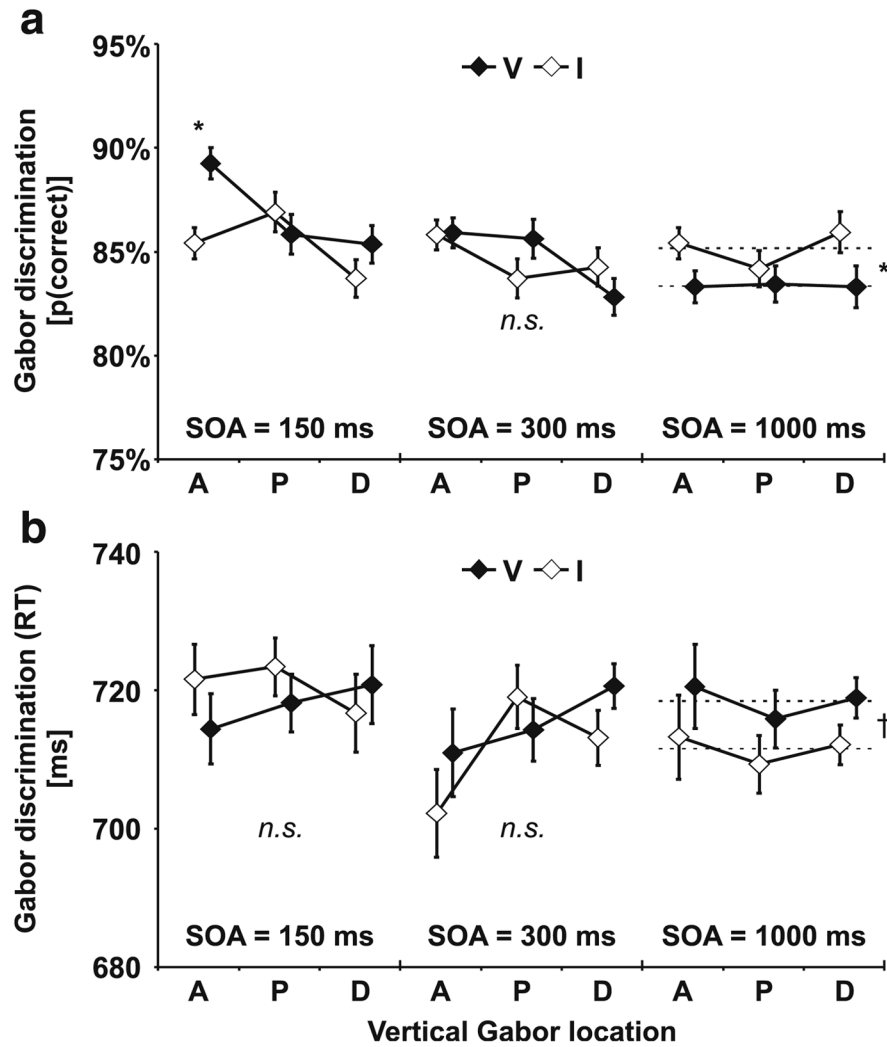 a
95%
V I
90%
*
85%
*
80%
n.s.
SOA = 150 ms SOA = 300 ms SOA = 1000 ms
75%
A P D A P D A P D
Gabor discrimination
[p(correct)]
b
740
V I
720
†
700
n.s. n.s.
SOA = 150 ms SOA = 300 ms SOA = 1000 ms
680
A P D A P D A P D
Gabor discrimination (RT)
[ms]
Vertical Gabor location